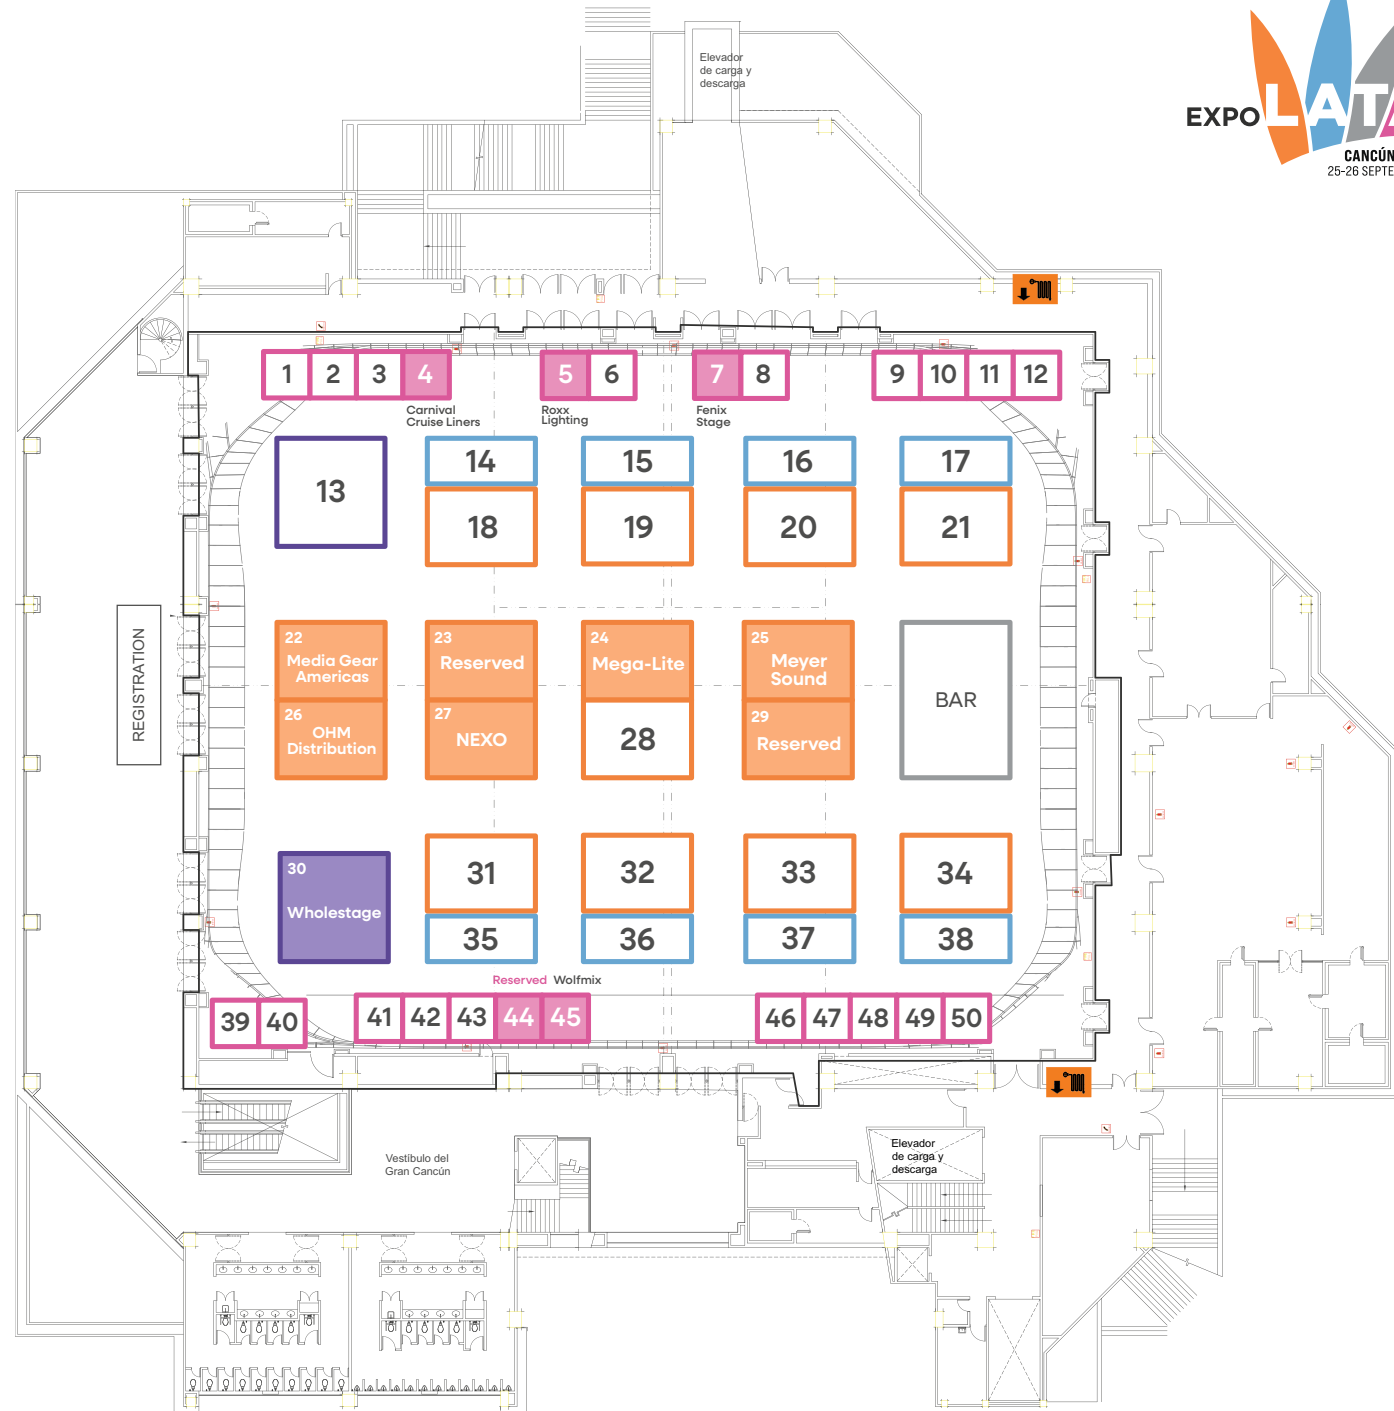 Elevador
de carga y
descarga
EXPO LATA
CANCÚN
25-26 SEPTE
1 2 3 4 5 6 7 8 9 10 11 12
Carnival
Cruise Liners
Roxx
Lighting
Fenix
Stage
13 14 15 16 17
18 19 20 21
REGISTRATION
22
Media Gear
Americas
23
Reserved
24
Mega-Lite
25
Meyer
Sound
BAR
26
OHM
Distribution
27
NEXO
28
29
Reserved
30
Wholestage
31 32 33 34
35 36 37 38
Reserved Wolfmix
39 40 41 42 43 44 45 46 47 48 49 50
Vestíbulo del
Gran Cancún
Elevador
de carga y
descarga